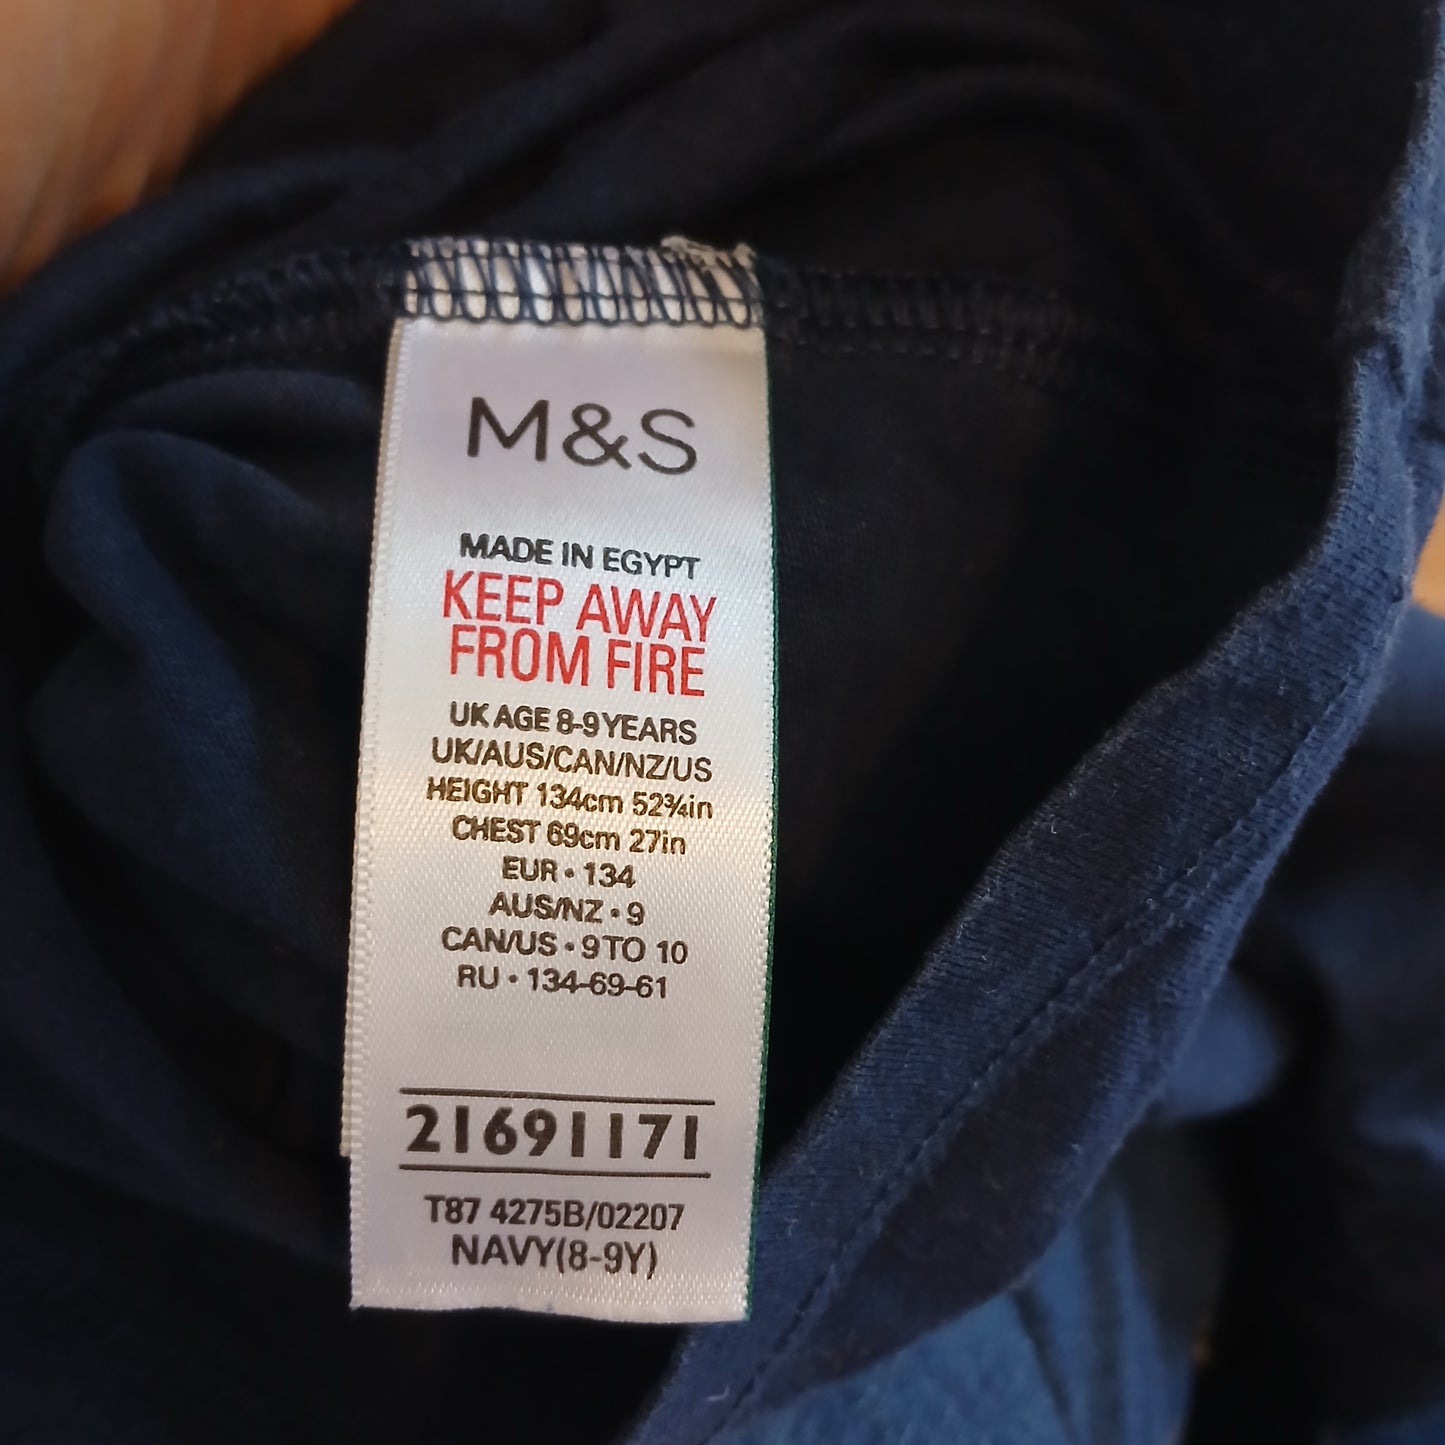 M&S
MADE IN EGYPT
KEEP AWAY
FROM FIRE
UK AGE 8-9 YEARS
UK/AUS/CAN/NZ/US
HEIGHT 134cm 52¾in
CHEST 69cm 27in
EUR • 134
AUS/NZ • 9
CAN/US • 9 TO 10
RU • 134-69-61
21691171
T87 4275B/02207
NAVY(8-9Y)